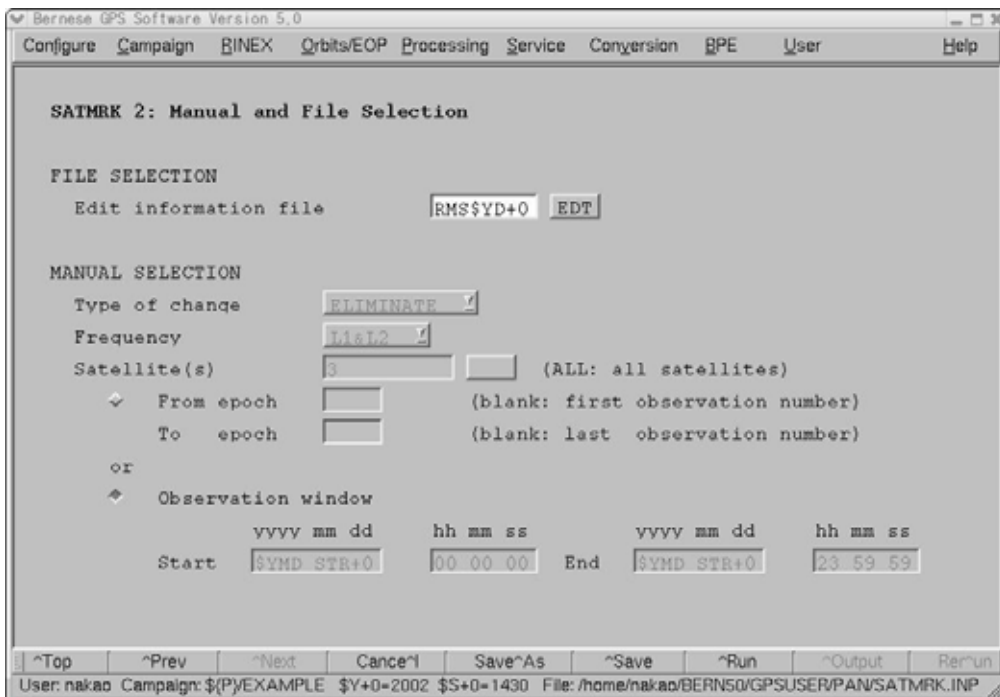 Bernese GPS Software Version 5.0
Configure Campaign RINEX Orbits/EOP Processing Service Conversion BPE User Help
SATMRK 2: Manual and File Selection
FILE SELECTION
Edit information file RMS$YD+0 EDT
MANUAL SELECTION
Type of change ELIMINATE
Frequency L1&L2
Satellite(s) 3 (ALL: all satellites)
From epoch (blank: first observation number)
To epoch (blank: last observation number)
or
Observation window
yyyy mm dd hh mm ss yyyy mm dd hh mm ss
Start $YMD STR+0 00 00 00 End $YMD STR+0 23 59 59
^Top ^Prev ^Next Cance^l Save^As ^Save ^Run ^Output Rer^un
User: nakao Campaign: ${P}/EXAMPLE $Y+0=2002 $S+0=1430 File: /home/nakao/BERN50/GPSUSER/PAN/SATMRK.INP